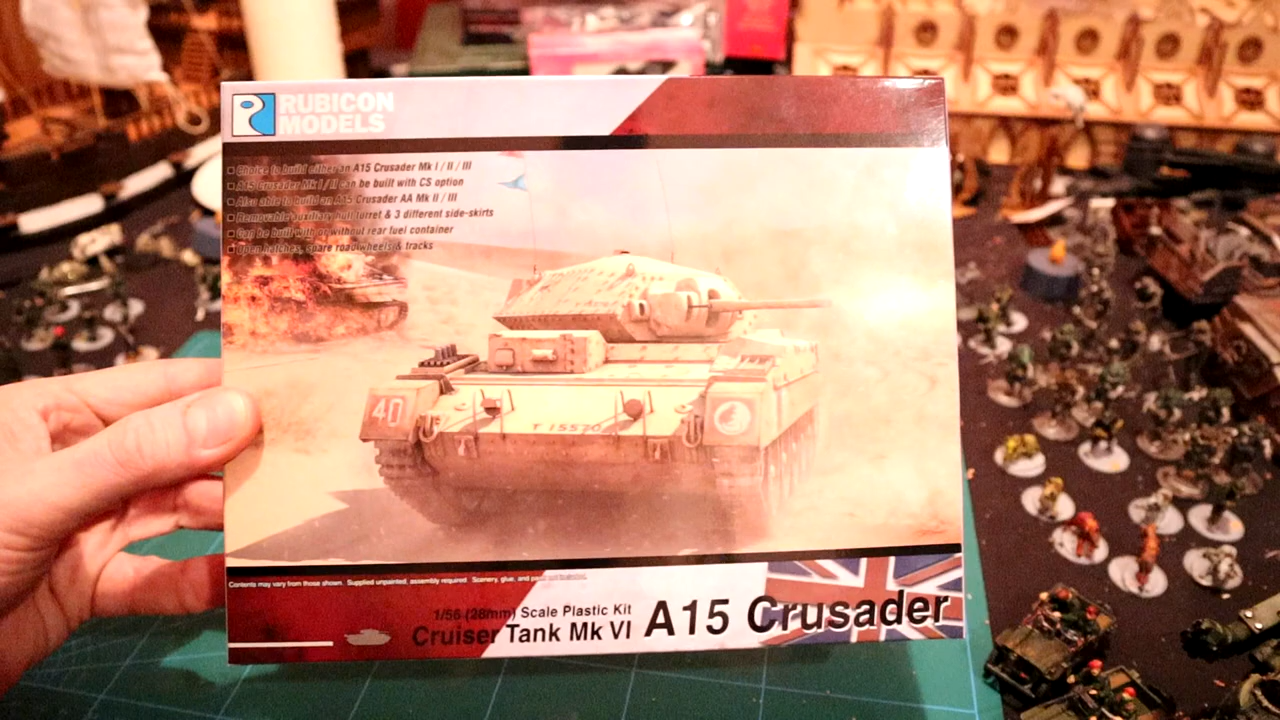 RUBICON
MODELS
□ Choice to build either an A15 Crusader Mk I / II / III
□ A15 Crusader Mk I / II can be built with CS option
□ Also able to build an A15 Crusader AA Mk II / III
□ Removable auxiliary hull turret & 3 different side-skirts
□ Can be built with or without rear fuel container
□ Open hatches, spare road wheels & tracks
40
T 15520
Contents may vary from those shown. Supplied unpainted, assembly required. Scenery, glue, and paint not included.
1/56 (28mm) Scale Plastic Kit
Cruiser Tank Mk VI
A15 Crusader